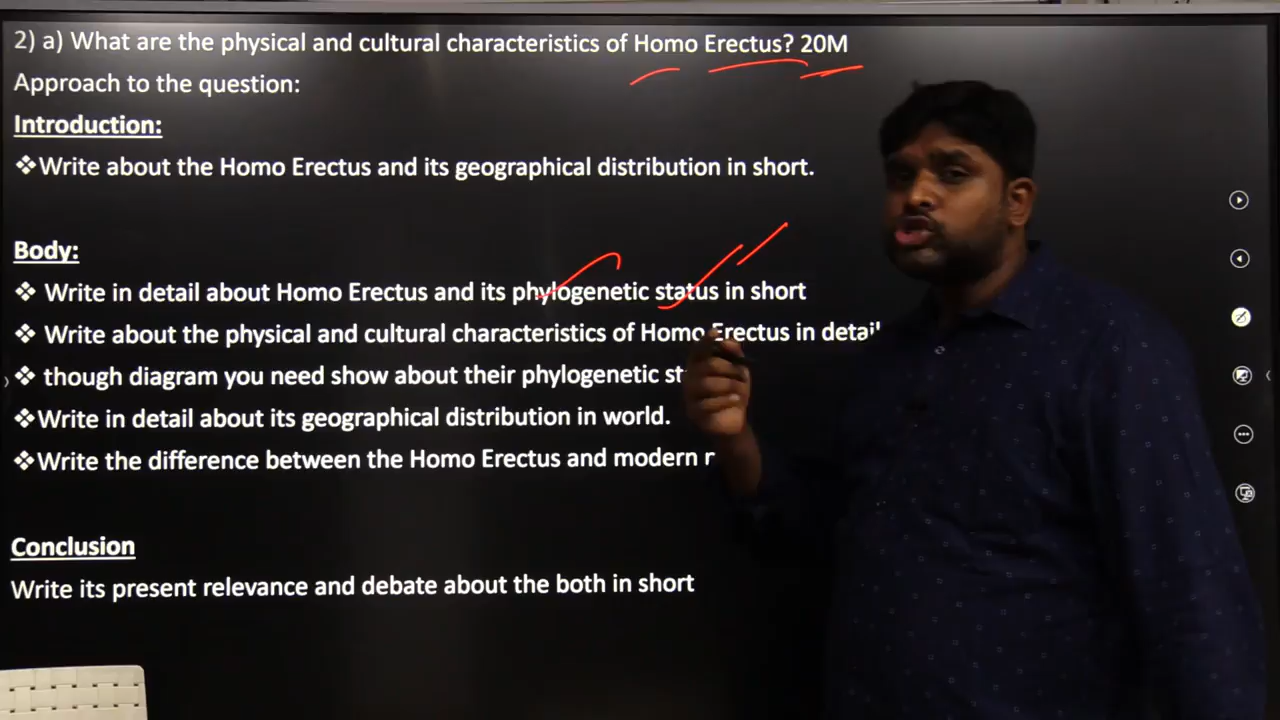 2) a) What are the physical and cultural characteristics of Homo Erectus? 20M
Approach to the question:
Introduction:
❖Write about the Homo Erectus and its geographical distribution in short.
Body:
❖ Write in detail about Homo Erectus and its phylogenetic status in short
❖ Write about the physical and cultural characteristics of Homo Erectus in detail
❖ though diagram you need show about their phylogenetic
❖Write in detail about its geographical distribution in world.
❖Write the difference between the Homo Erectus and modern
Conclusion
Write its present relevance and debate about the both in short